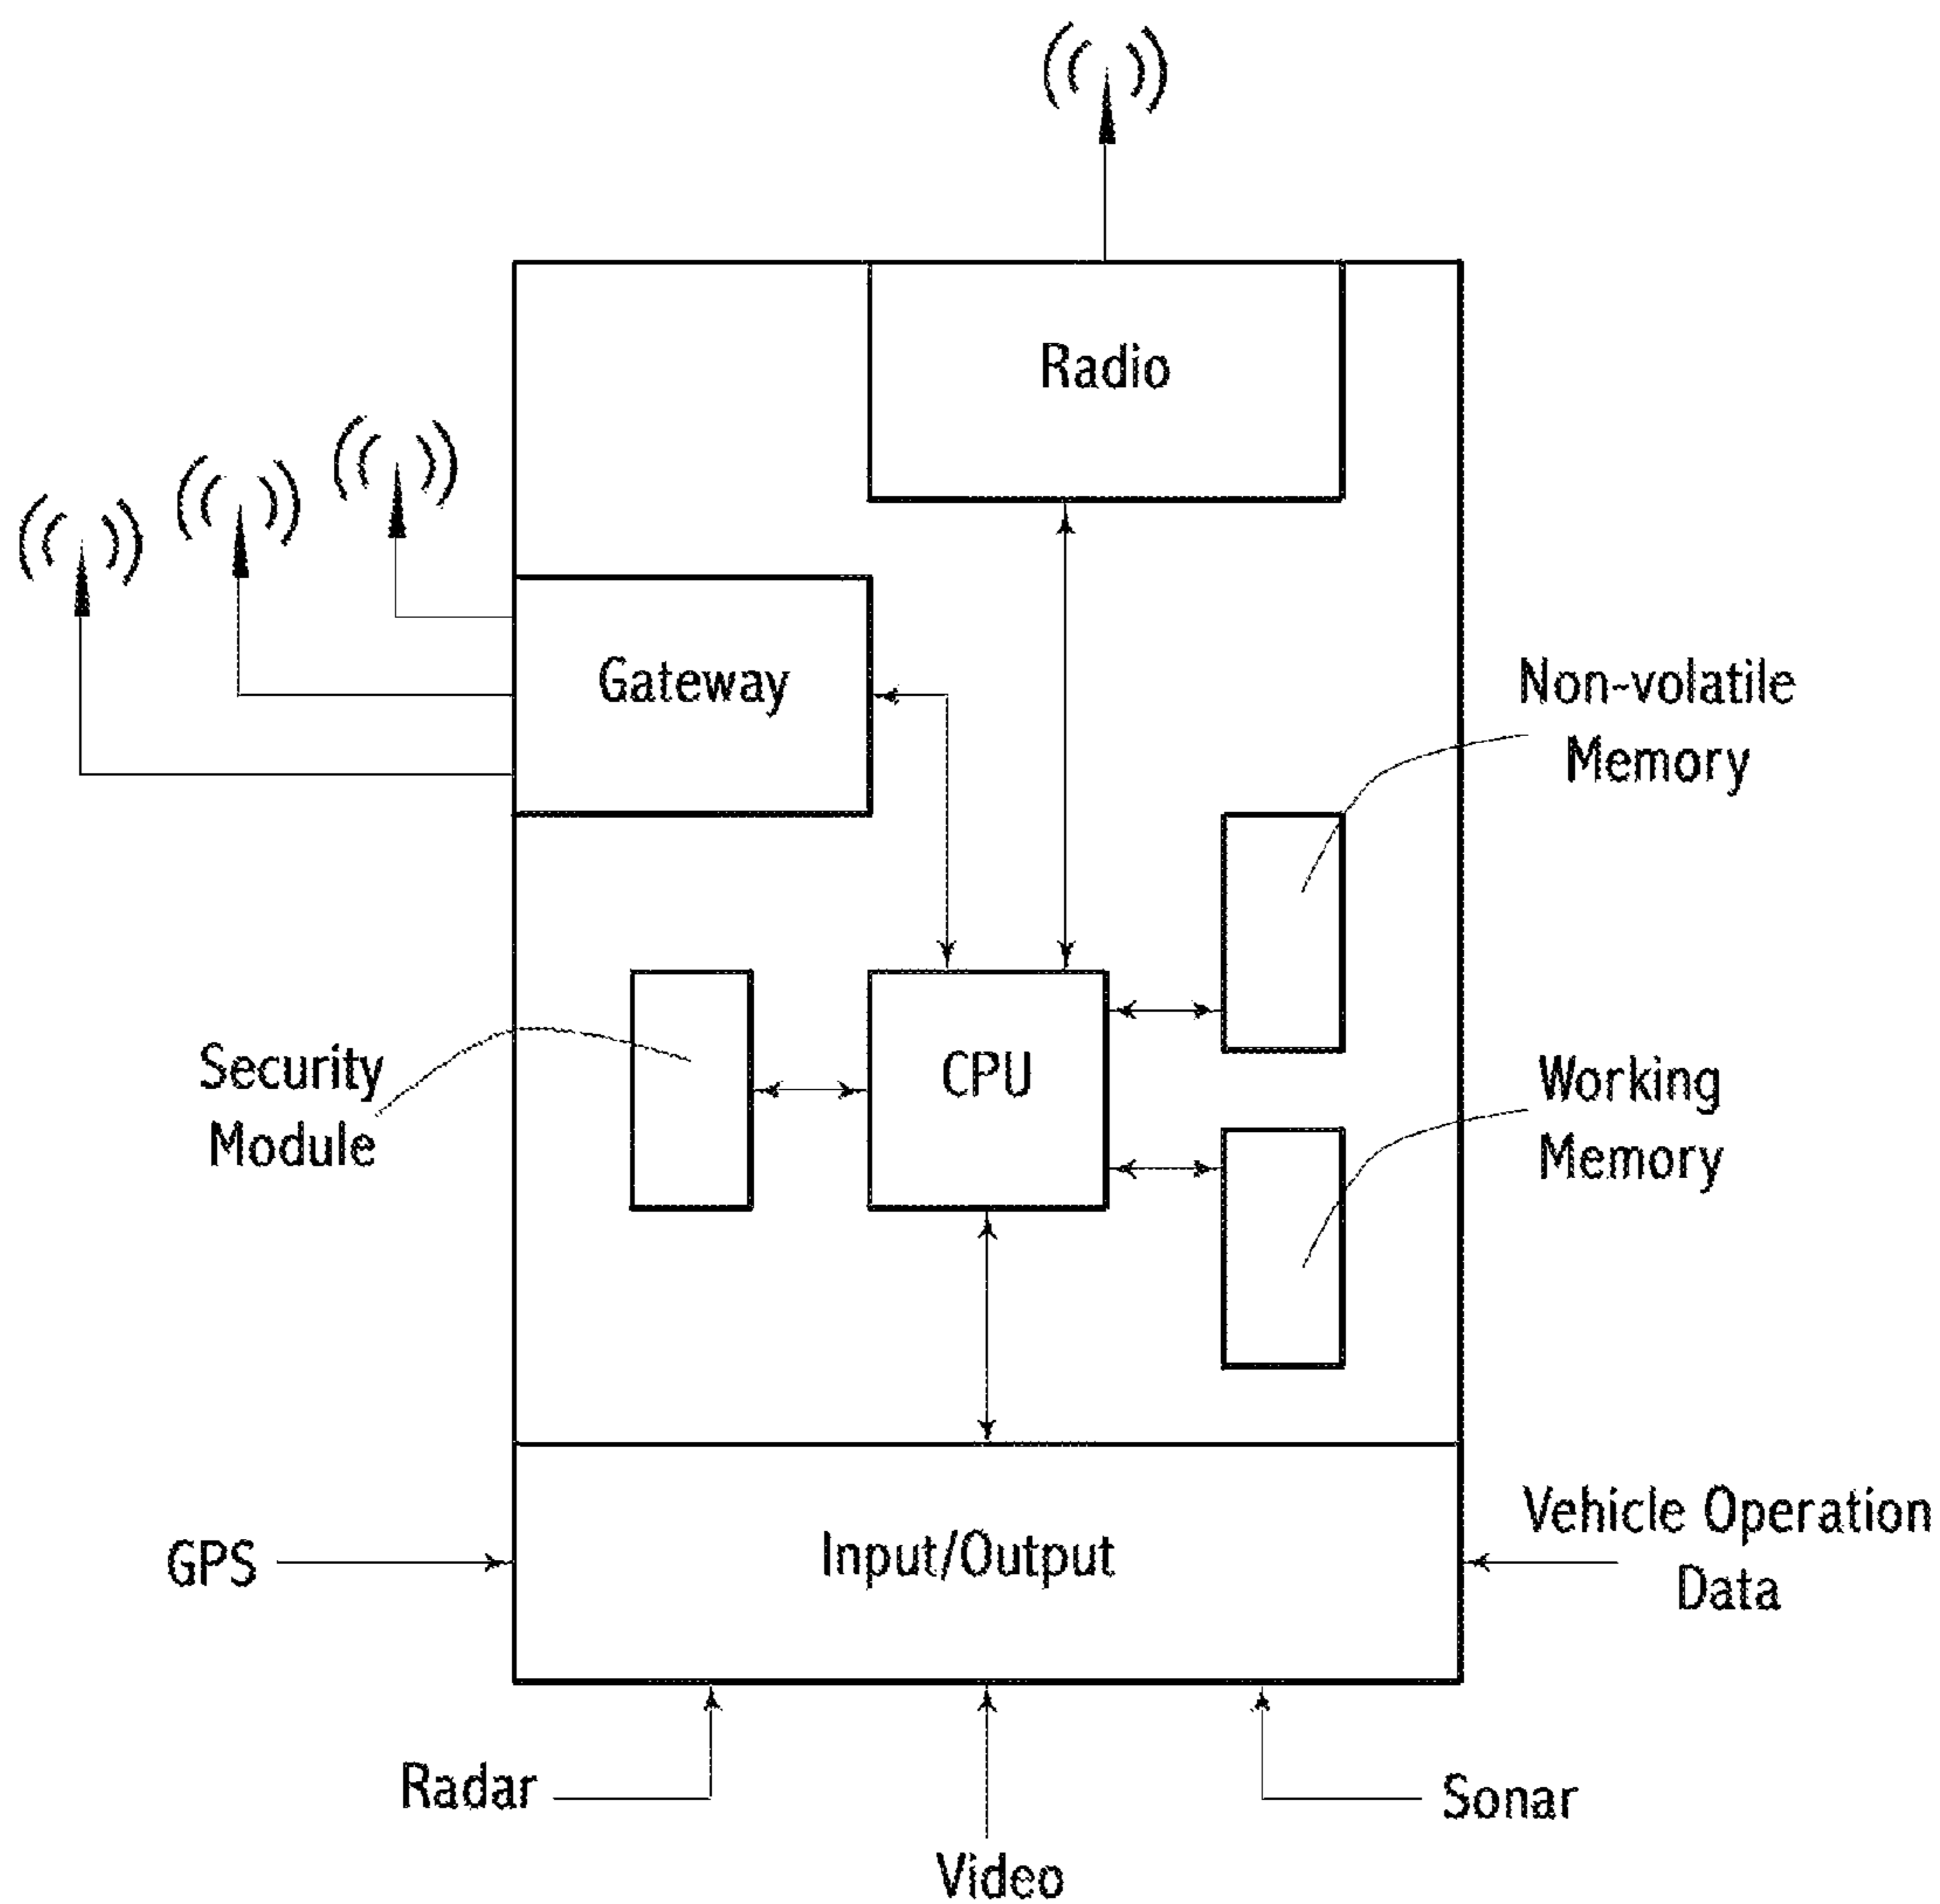 Radio
Gateway
Non-volatile
Memory
Security
Module
CPU
Working
Memory
GPS
Input/Output
Vehicle Operation
Data
Radar
Video
Sonar